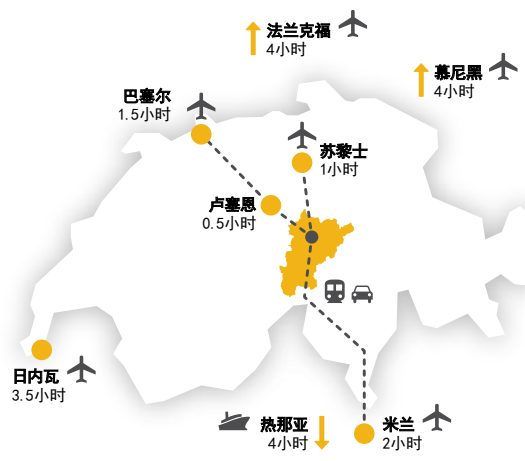 法兰克福
4小时
慕尼黑
4小时
巴塞尔
1.5小时
苏黎士
1小时
卢塞恩
0.5小时
日内瓦
3.5小时
热那亚
4小时
米兰
2小时